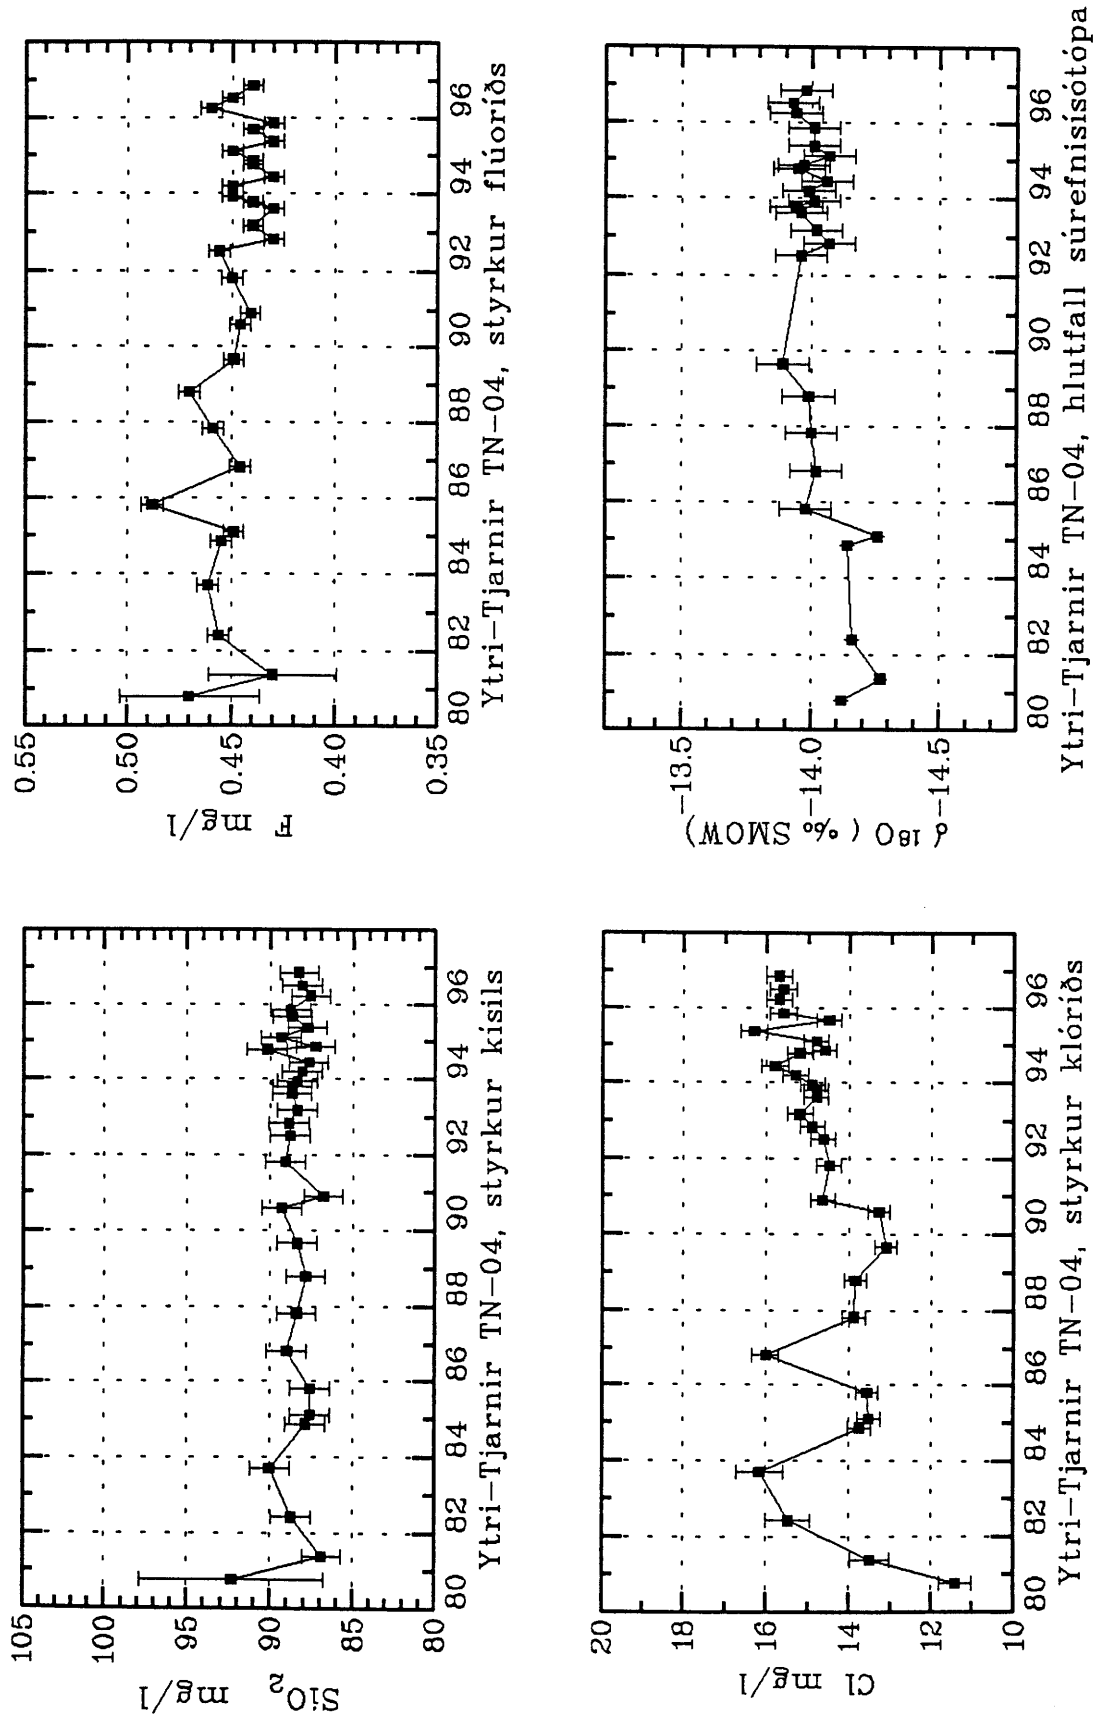 SiO2 mg/l
105
100
95
90
85
80
80 82 84 86 88 90 92 94 96
Ytri-Tjarnir TN-04, styrkur kísils
F mg/l
0.55
0.50
0.45
0.40
0.35
80 82 84 86 88 90 92 94 96
Ytri-Tjarnir TN-04, styrkur flúoríðs
Cl mg/l
20
18
16
14
12
10
80 82 84 86 88 90 92 94 96
Ytri-Tjarnir TN-04, styrkur klóríðs
δ 18O ( ‰ SMOW)
-13.5
-14.0
-14.5
80 82 84 86 88 90 92 94 96
Ytri-Tjarnir TN-04, hlutfall súrefnisísótópa